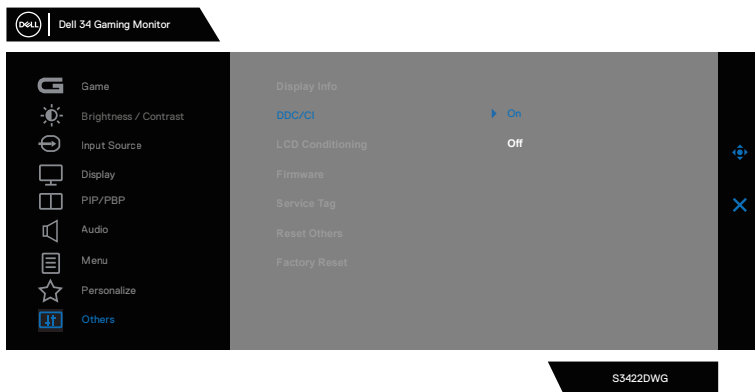 DELL
Dell 34 Gaming Monitor
Game
Brightness / Contrast
Input Source
Display
PIP/PBP
Audio
Menu
Personalize
Others
Display Info
DDC/CI
On
LCD Conditioning
Off
Firmware
Service Tag
Reset Others
Factory Reset
S3422DWG